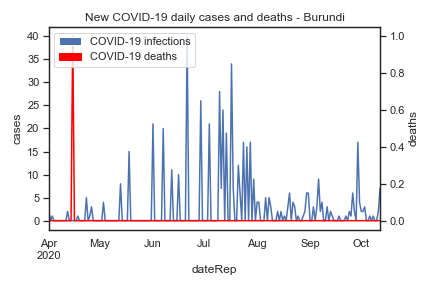 New COVID-19 daily cases and deaths - Burundi
COVID-19 infections
COVID-19 deaths
40
35
30
25
20
15
10
5
0
cases
1.0
0.8
0.6
0.4
0.2
0.0
deaths
Apr May Jun Jul Aug Sep Oct
2020
dateRep